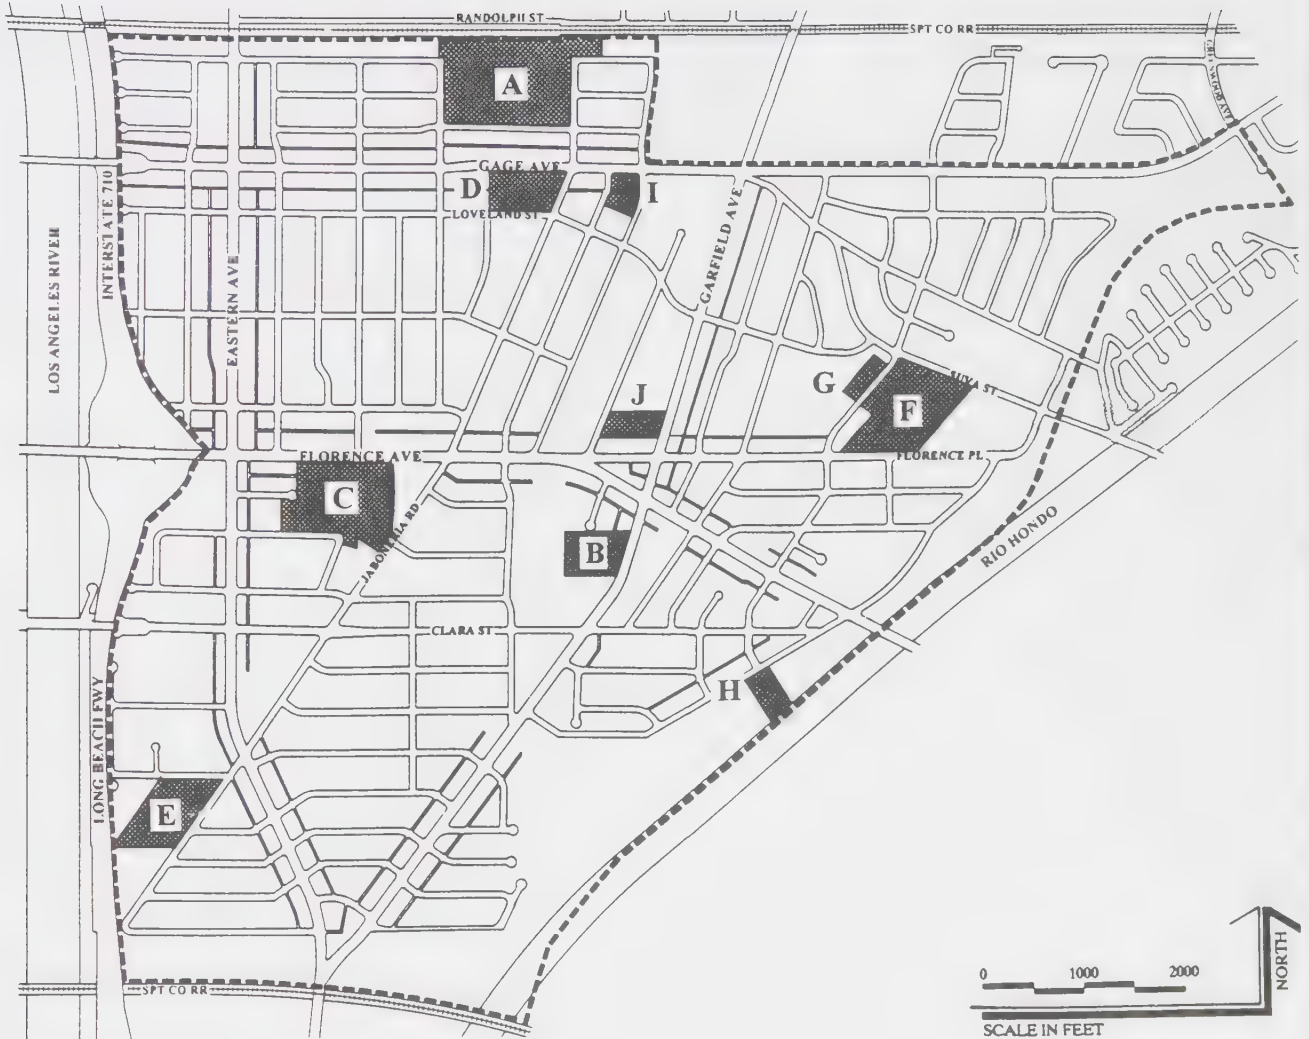 RANDOLPH ST
SPT CO RR
A
GAGE AVE
D
I
LOVELAND ST
INTERSTATE 710
LOS ANGELES RIVER
EASTERN AVE
GARFIELD AVE
J
G
SUVA ST
F
FLORENCE AVE
FLORENCE PL
C
JABONERIA RD
B
RIO HONDO
CLARA ST
H
LONG BEACH FWY
E
SPT CO RR
0 1000 2000
SCALE IN FEET
NORTH